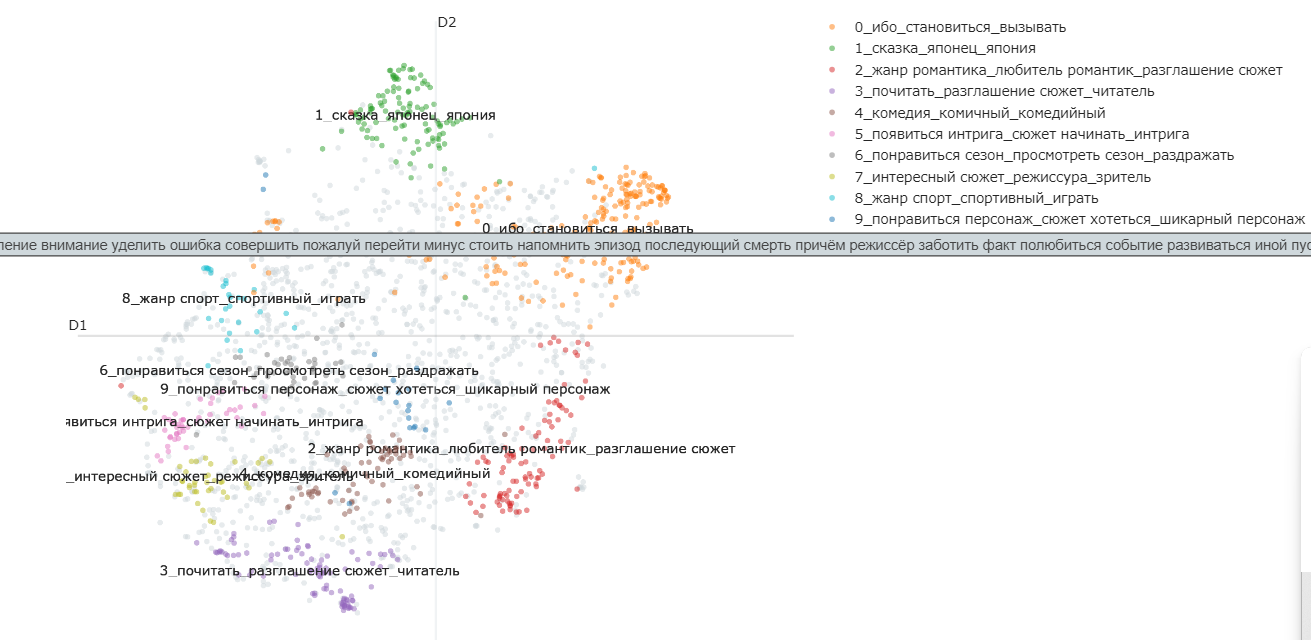 D2
0_ибо_становиться_вызывать
1_сказка_японец_япония
2_жанр романтика_любитель романтик_разглашение сюжет
3_почитать_разглашение сюжет_читатель
4_комедия_комичный_комедийный
5_появиться интрига_сюжет начинать_интрига
6_понравиться сезон_просмотреть сезон_раздражать
7_интересный сюжет_режиссура_зритель
8_жанр спорт_спортивный_играть
9_понравиться персонаж_сюжет хотеться_шикарный персонаж
1_сказка_японец_япония
0_ибо_становиться_вызывать
ление внимание уделить ошибка совершить пожалуй перейти минус стоить напомнить эпизод последующий смерть причём режиссёр заботить факт полюбиться событие развиваться иной пус
8_жанр спорт_спортивный_играть
D1
6_понравиться сезон_просмотреть сезон_раздражать
9_понравиться персонаж_сюжет хотеться_шикарный персонаж
явиться интрига_сюжет начинать_интрига
2_жанр романтика_любитель романтик_разглашение сюжет
4_комедия_комичный_комедийный
_интересный сюжет_режиссура_зритель
3_почитать_разглашение сюжет_читатель